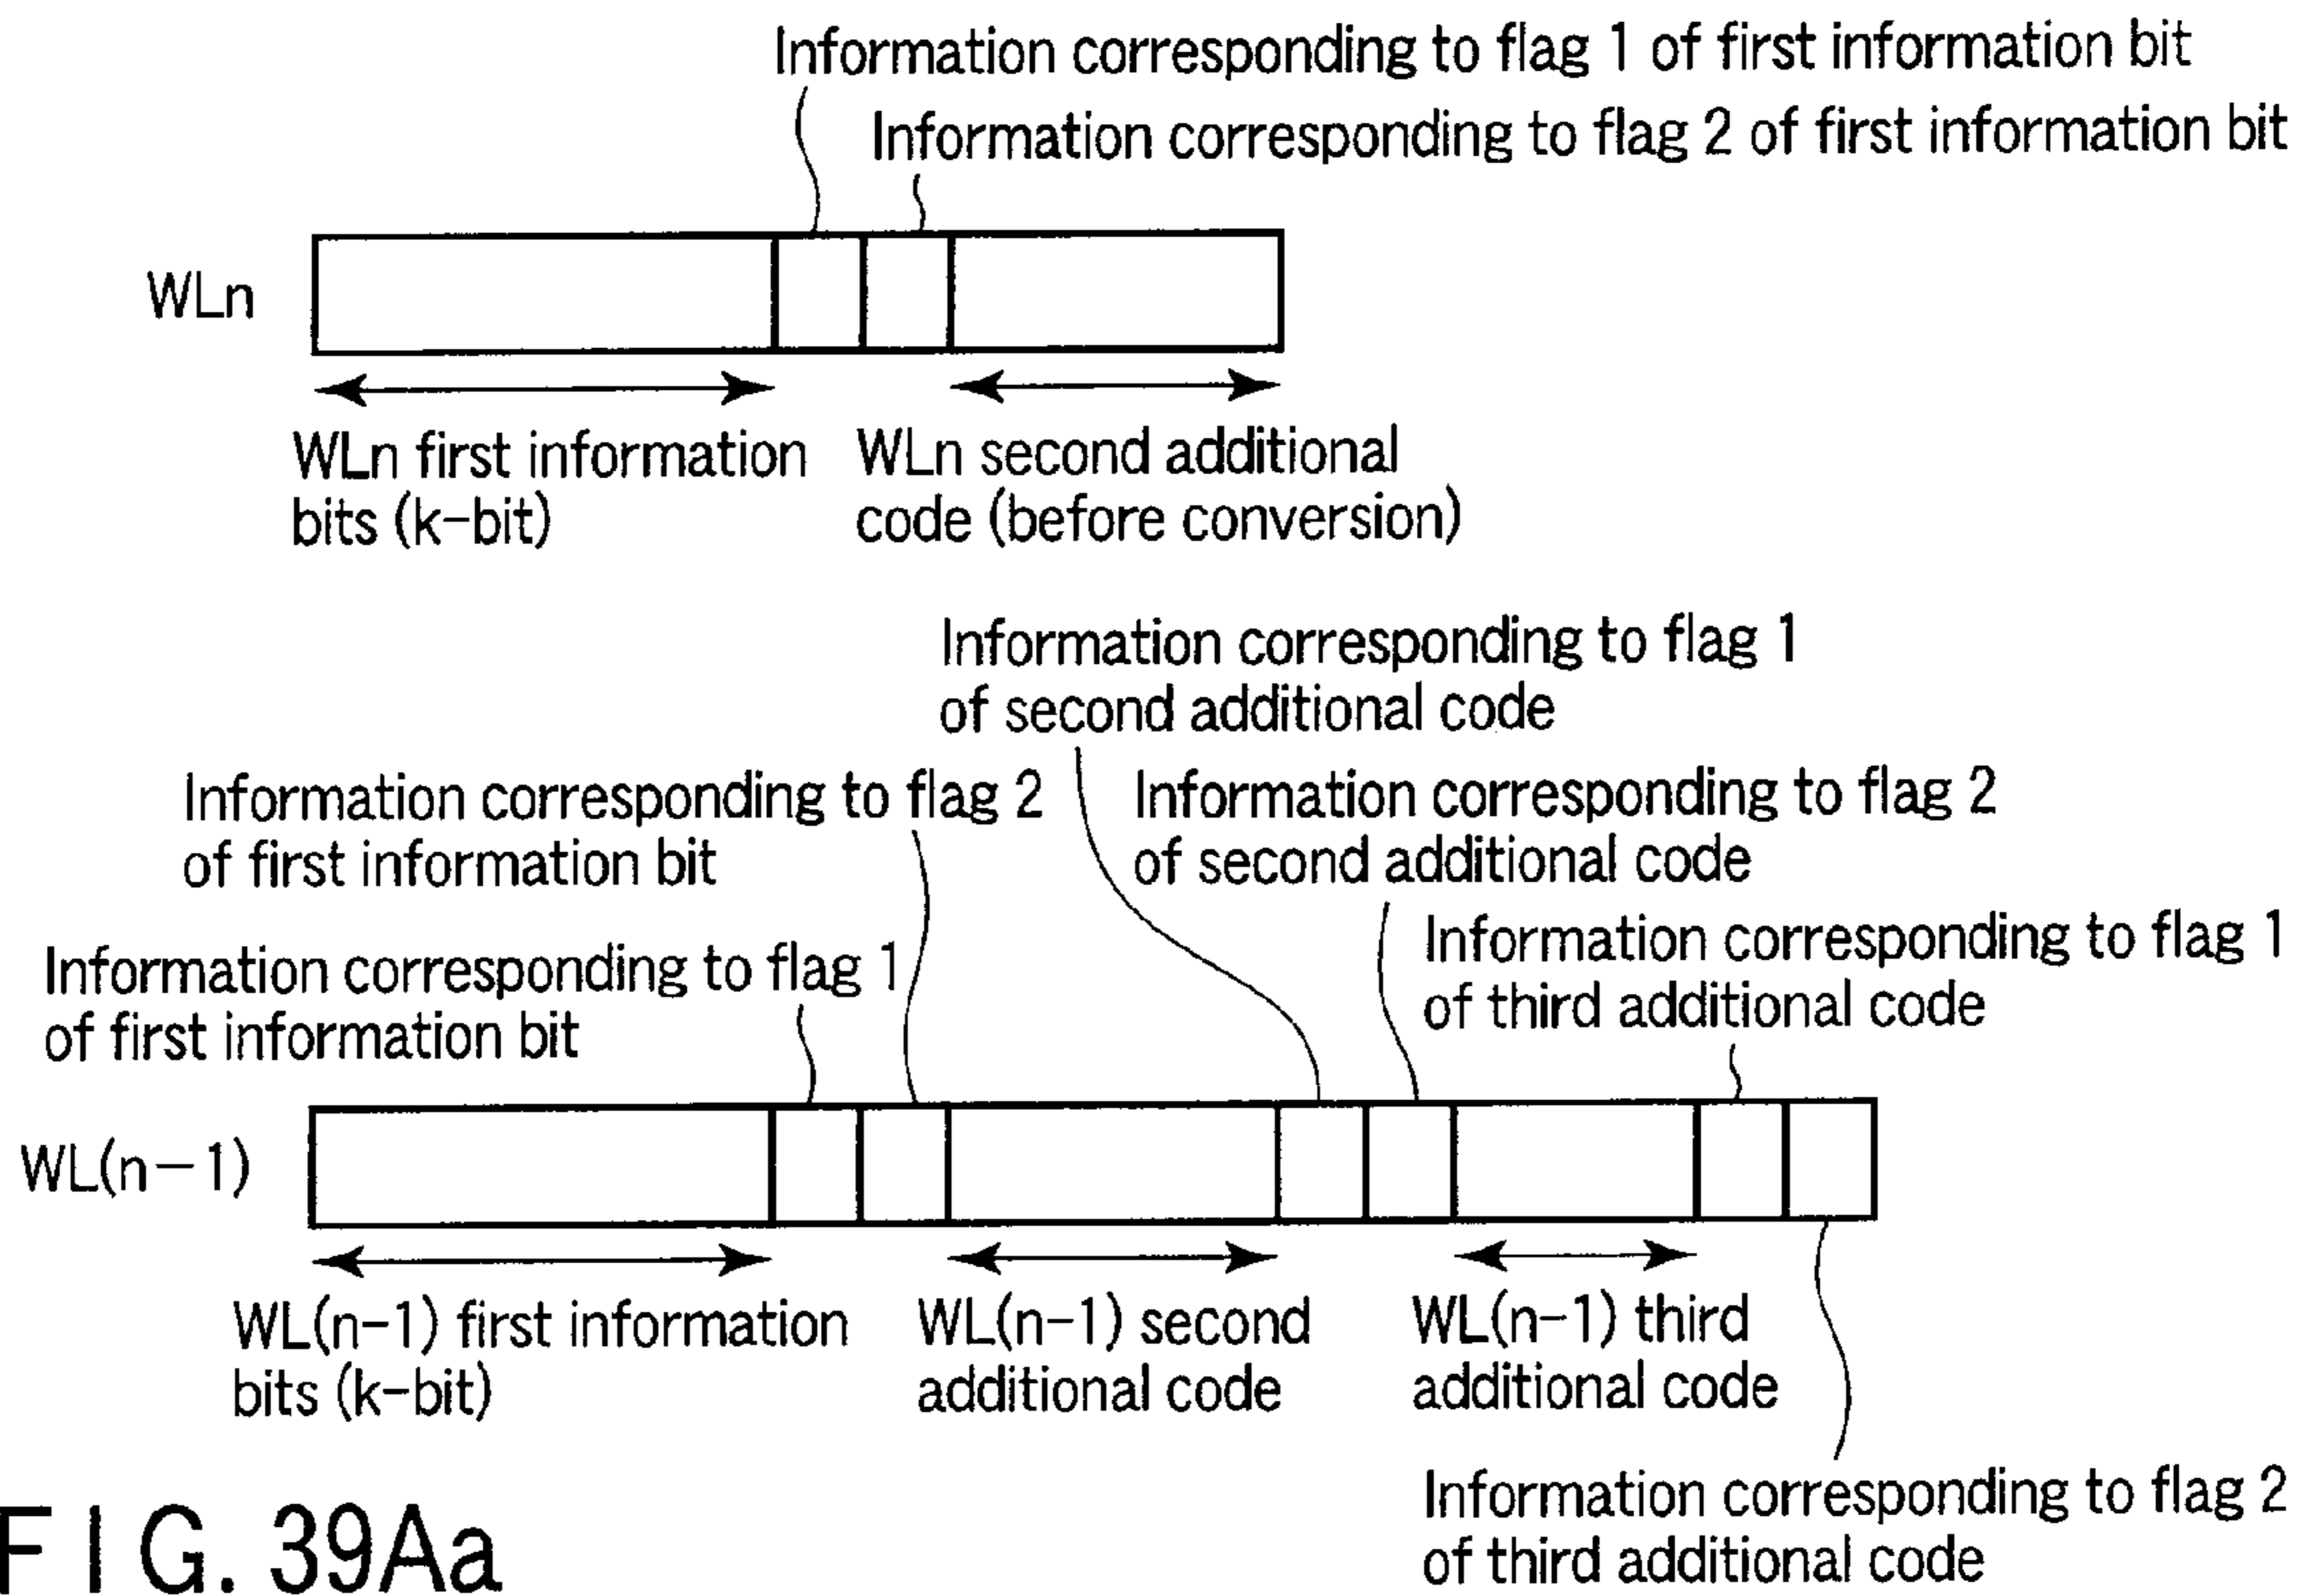 Information corresponding to flag 1 of first information bit
Information corresponding to flag 2 of first information bit
WLn
WLn first information
bits (k-bit)
WLn second additional
code (before conversion)
Information corresponding to flag 1
of second additional code
Information corresponding to flag 2
of first information bit
Information corresponding to flag 2
of second additional code
Information corresponding to flag 1
of first information bit
Information corresponding to flag 1
of third additional code
WL(n-1)
WL(n-1) first information
bits (k-bit)
WL(n-1) second
additional code
WL(n-1) third
additional code
Information corresponding to flag 2
of third additional code
FIG. 39Aa